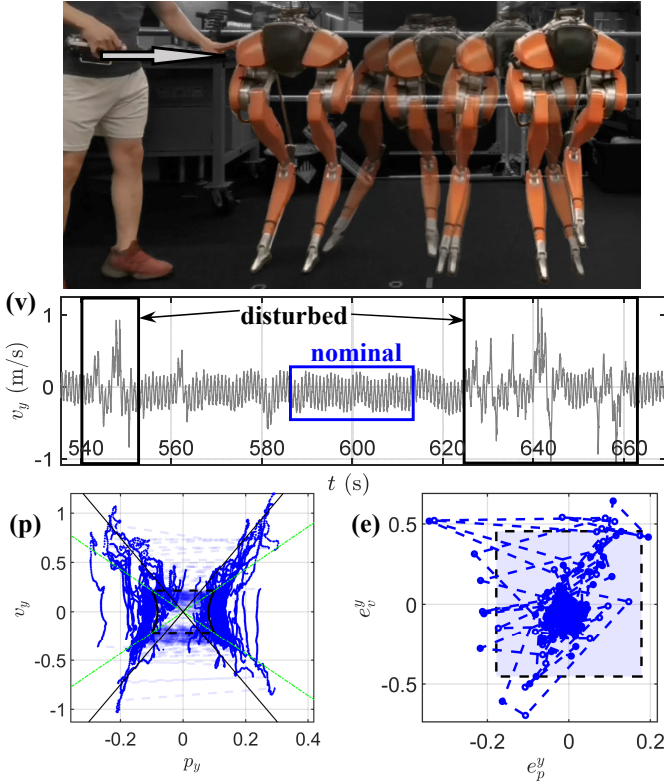 (v)
disturbed
nominal
1
0
-1
v_y (m/s)
540
560
580
600
620
640
660
t (s)
(p)
1
0.5
0
-0.5
-1
v_y
-0.2
0
0.2
0.4
p_y
(e)
0.5
0
-0.5
e_v^y
-0.2
0
0.2
e_p^y